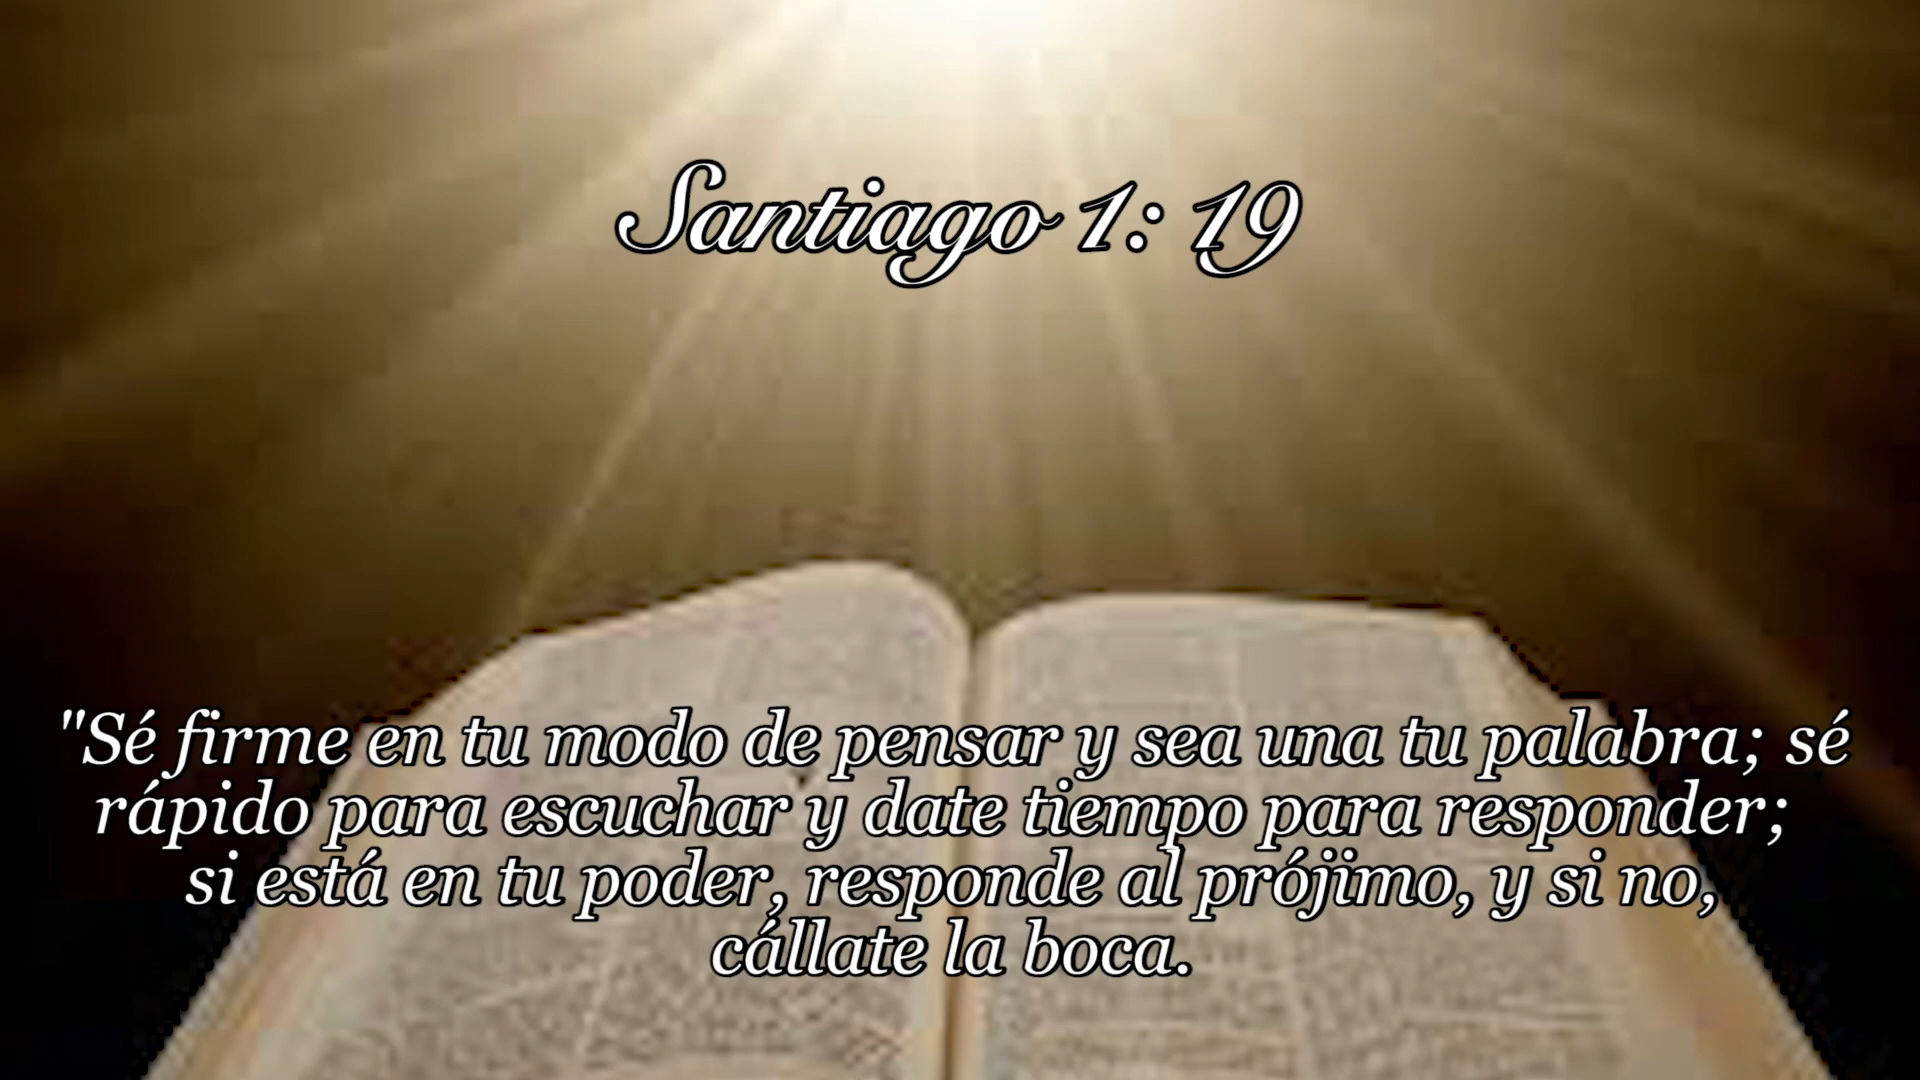 Santiago 1: 19
"Sé firme en tu modo de pensar y sea una tu palabra; sé
rápido para escuchar y date tiempo para responder;
si está en tu poder, responde al prójimo, y si no,
cállate la boca.